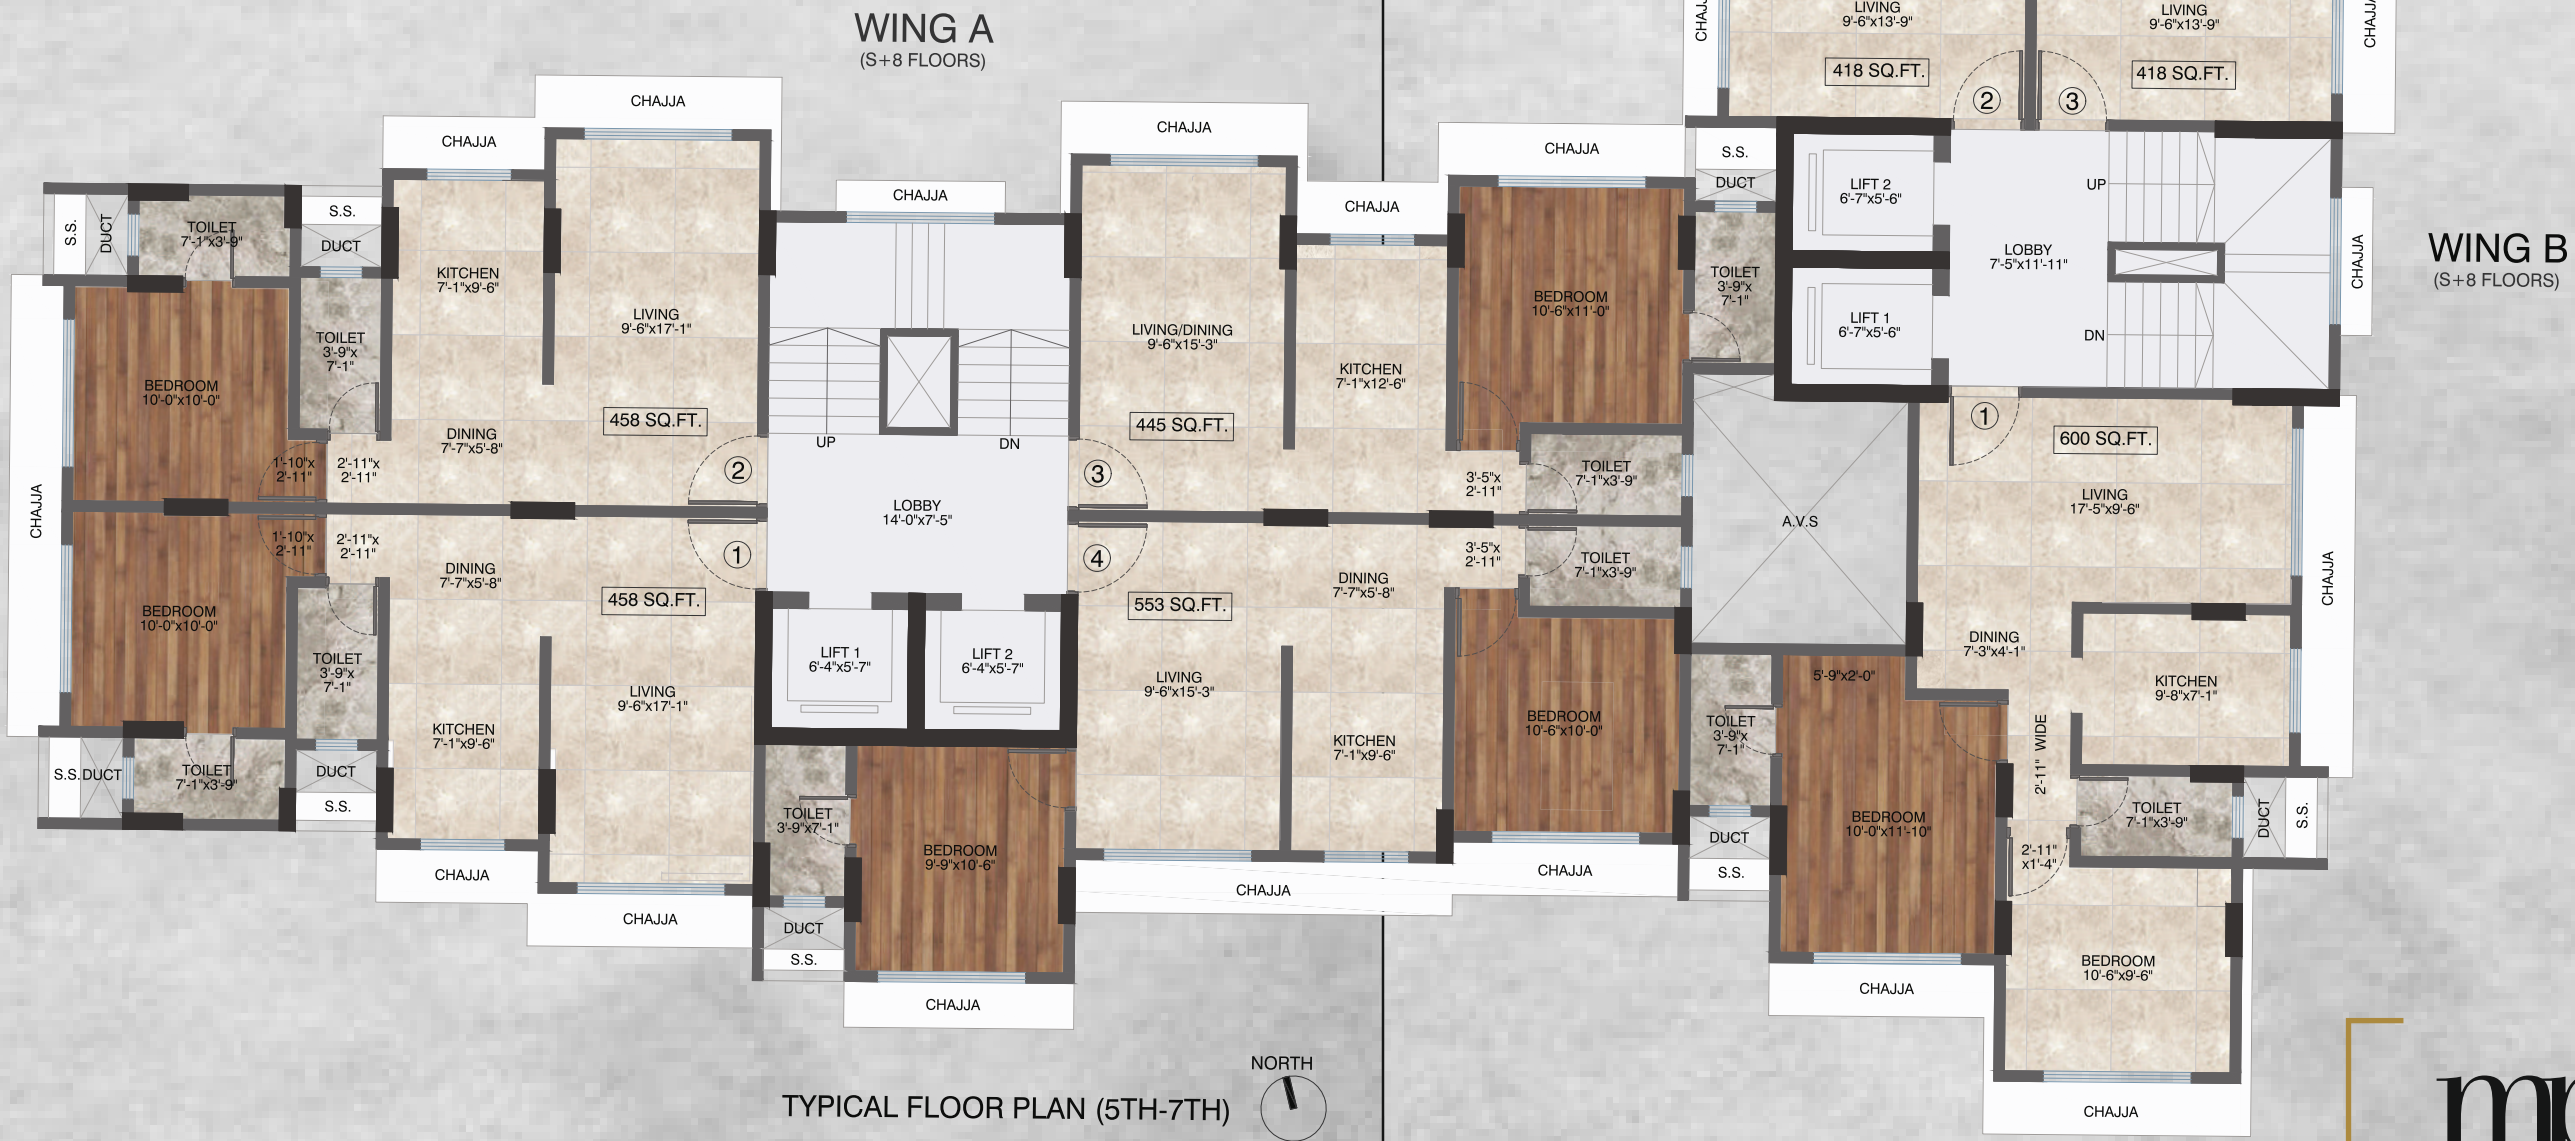 WING A
(S+8 FLOORS)
CHAJJA
CHAJJA
S.S.
DUCT
TOILET
7'-1"x3'-9"
S.S.
DUCT
KITCHEN
7'-1"x9'-6"
LIVING
9'-6"x17'-1"
TOILET
3'-9"x
7'-1"
BEDROOM
10'-0"x10'-0"
458 SQ.FT.
DINING
7'-7"x5'-8"
1'-10"x
2'-11"
2'-11"x
2'-11"
2
CHAJJA
1'-10"x
2'-11"
2'-11"x
2'-11"
DINING
7'-7"x5'-8"
1
458 SQ.FT.
BEDROOM
10'-0"x10'-0"
TOILET
3'-9"x
7'-1"
LIVING
9'-6"x17'-1"
KITCHEN
7'-1"x9'-6"
S.S.
DUCT
TOILET
7'-1"x3'-9"
DUCT
S.S.
CHAJJA
CHAJJA
CHAJJA
UP
DN
LOBBY
14'-0"x7'-5"
LIFT 1
6'-4"x5'-7"
LIFT 2
6'-4"x5'-7"
TOILET
3'-9"x7'-1"
BEDROOM
9'-9"x10'-6"
DUCT
S.S.
CHAJJA
CHAJJA
CHAJJA
CHAJJA
LIVING/DINING
9'-6"x15'-3"
KITCHEN
7'-1"x12'-6"
BEDROOM
10'-6"x11'-0"
445 SQ.FT.
3
3'-5"x
2'-11"
TOILET
7'-1"x3'-9"
S.S.
DUCT
TOILET
3'-9"x
7'-1"
4
553 SQ.FT.
DINING
7'-7"x5'-8"
3'-5"x
2'-11"
TOILET
7'-1"x3'-9"
LIVING
9'-6"x15'-3"
KITCHEN
7'-1"x9'-6"
BEDROOM
10'-6"x10'-0"
CHAJJA
CHAJJA
TOILET
3'-9"x
7'-1"
DUCT
S.S.
A.V.S
CHAJJA
LIVING
9'-6"x13'-9"
LIVING
9'-6"x13'-9"
CHAJJA
418 SQ.FT.
418 SQ.FT.
2
3
LIFT 2
6'-7"x5'-6"
LIFT 1
6'-7"x5'-6"
UP
LOBBY
7'-5"x11'-11"
DN
CHAJJA
WING B
(S+8 FLOORS)
1
600 SQ.FT.
LIVING
17'-5"x9'-6"
CHAJJA
DINING
7'-3"x4'-1"
KITCHEN
9'-8"x7'-1"
5'-9"x2'-0"
2'-11" WIDE
BEDROOM
10'-0"x11'-10"
TOILET
7'-1"x3'-9"
DUCT
S.S.
2'-11"
x1'-4"
BEDROOM
10'-6"x9'-6"
CHAJJA
CHAJJA
NORTH
TYPICAL FLOOR PLAN (5TH-7TH)